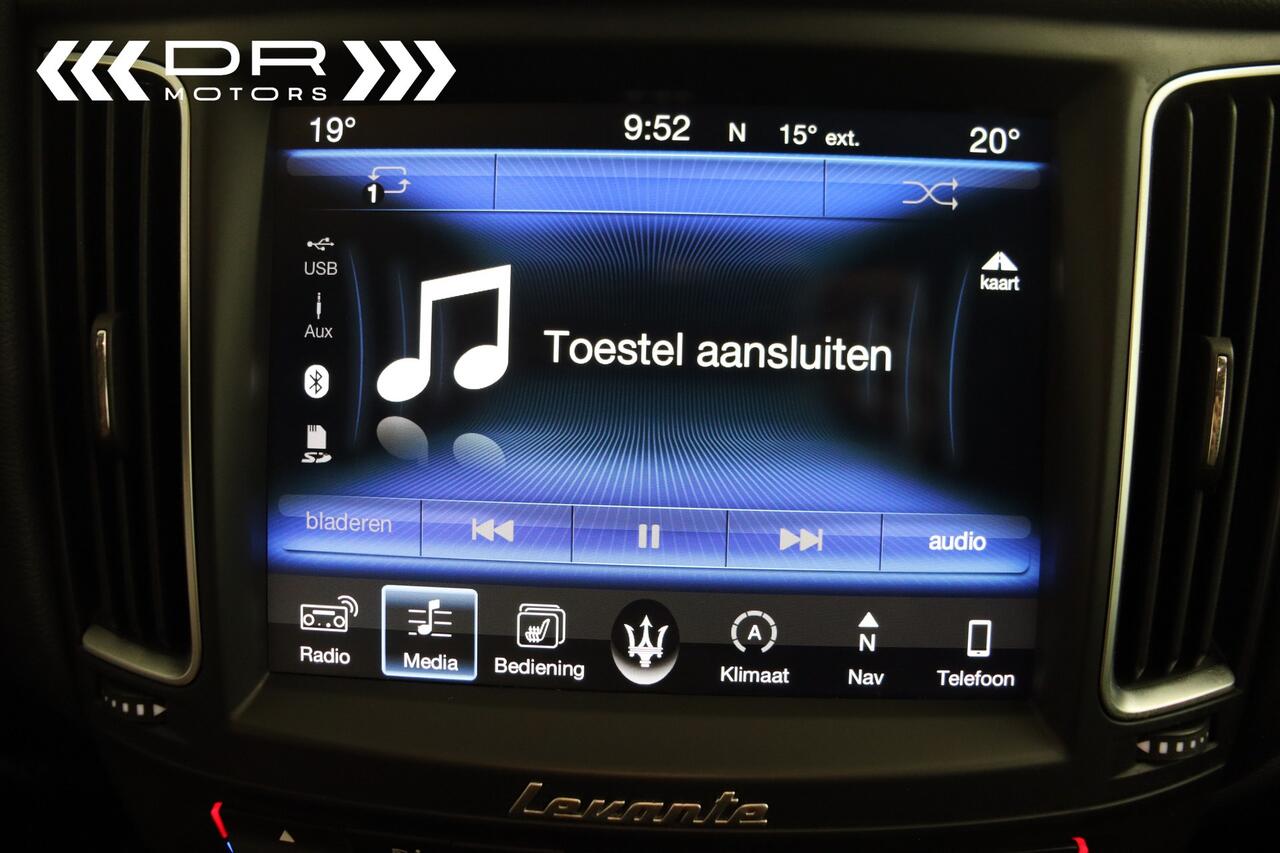 DR
MOTORS
19° 9:52 N 15° ext. 20°
1
USB
kaart
Aux
Toestel aansluiten
SD
bladeren audio
A
N
Radio Media Bediening Klimaat Nav Telefoon
Levante